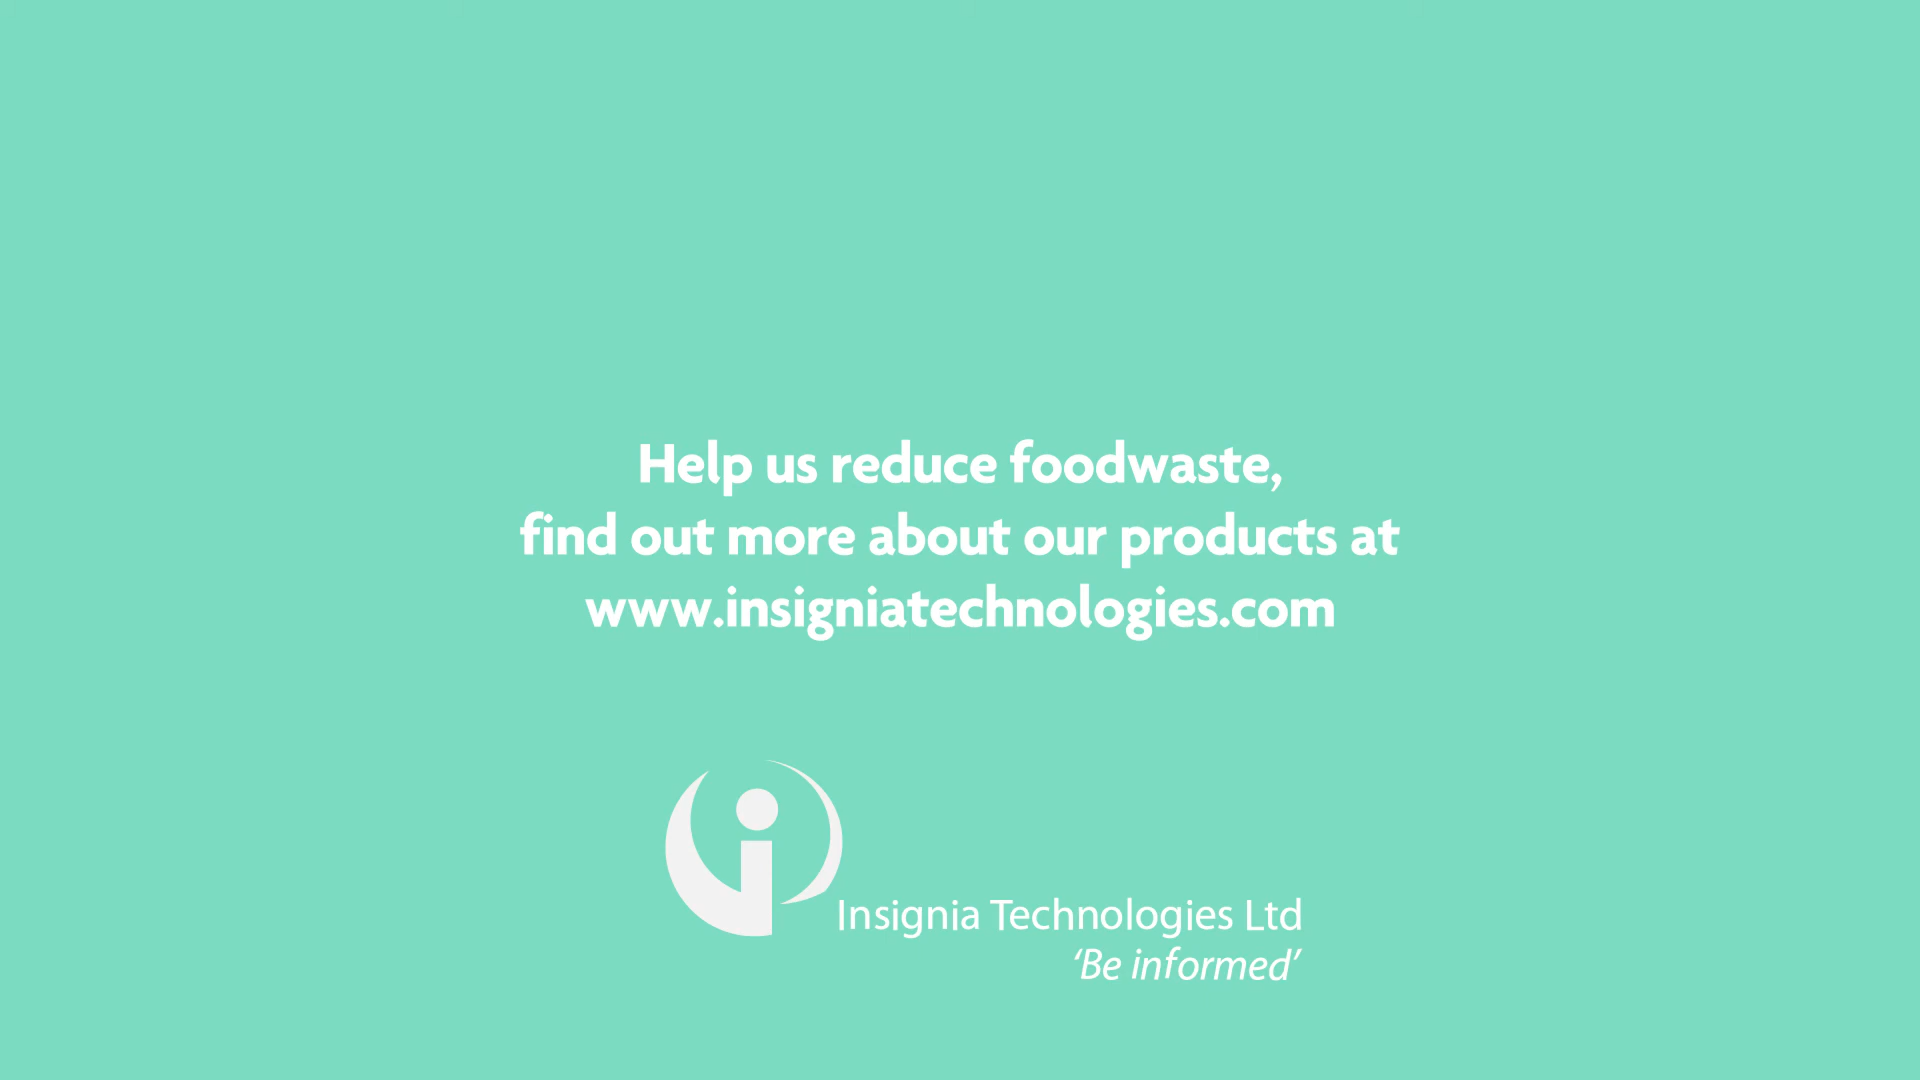 Help us reduce foodwaste,
find out more about our products at
www.insigniatechnologies.com
Insignia Technologies Ltd
‘Be informed’